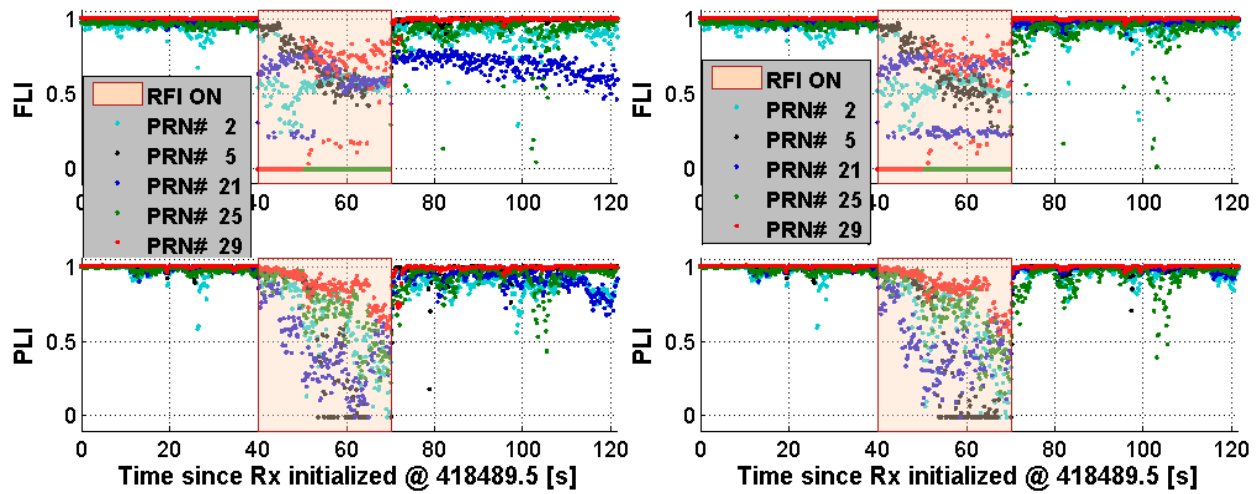 1
0.5
0
FLI
RFI ON
PRN# 2
PRN# 5
PRN# 21
PRN# 25
PRN# 29
0 20 40 60 80 100 120
1
0.5
0
PLI
0 20 40 60 80 100 120
Time since Rx initialized @ 418489.5 [s]
1
0.5
0
FLI
RFI ON
PRN# 2
PRN# 5
PRN# 21
PRN# 25
PRN# 29
0 20 40 60 80 100 120
1
0.5
0
PLI
0 20 40 60 80 100 120
Time since Rx initialized @ 418489.5 [s]